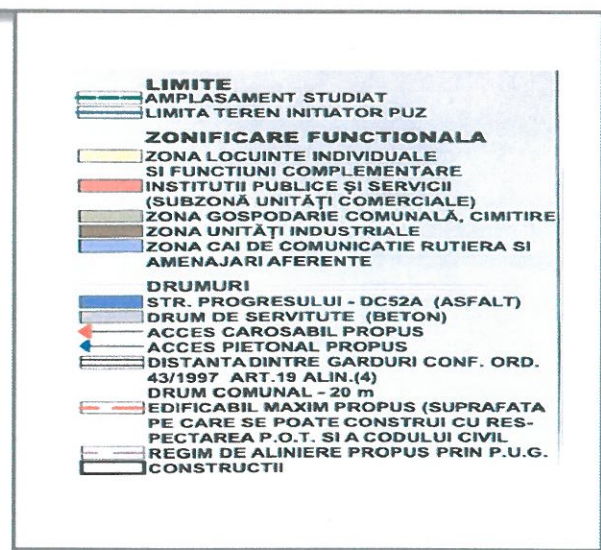 LIMITE
AMPLASAMENT STUDIAT
LIMITA TEREN INITIATOR PUZ
ZONIFICARE FUNCTIONALA
ZONA LOCUINTE INDIVIDUALE
SI FUNCTIUNI COMPLEMENTARE
INSTITUTII PUBLICE ŞI SERVICII
(SUBZONĂ UNITĂŢI COMERCIALE)
ZONA GOSPODARIE COMUNALĂ, CIMITIRE
ZONA UNITĂŢI INDUSTRIALE
ZONA CAI DE COMUNICATIE RUTIERA SI
AMENAJARI AFERENTE
DRUMURI
STR. PROGRESULUI - DC52A (ASFALT)
DRUM DE SERVITUTE (BETON)
ACCES CAROSABIL PROPUS
ACCES PIETONAL PROPUS
DISTANTA DINTRE GARDURI CONF. ORD.
43/1997 ART.19 ALIN.(4)
DRUM COMUNAL - 20 m
EDIFICABIL MAXIM PROPUS (SUPRAFATA
PE CARE SE POATE CONSTRUI CU RES-
PECTAREA P.O.T. SI A CODULUI CIVIL
REGIM DE ALINIERE PROPUS PRIN P.U.G.
CONSTRUCTII